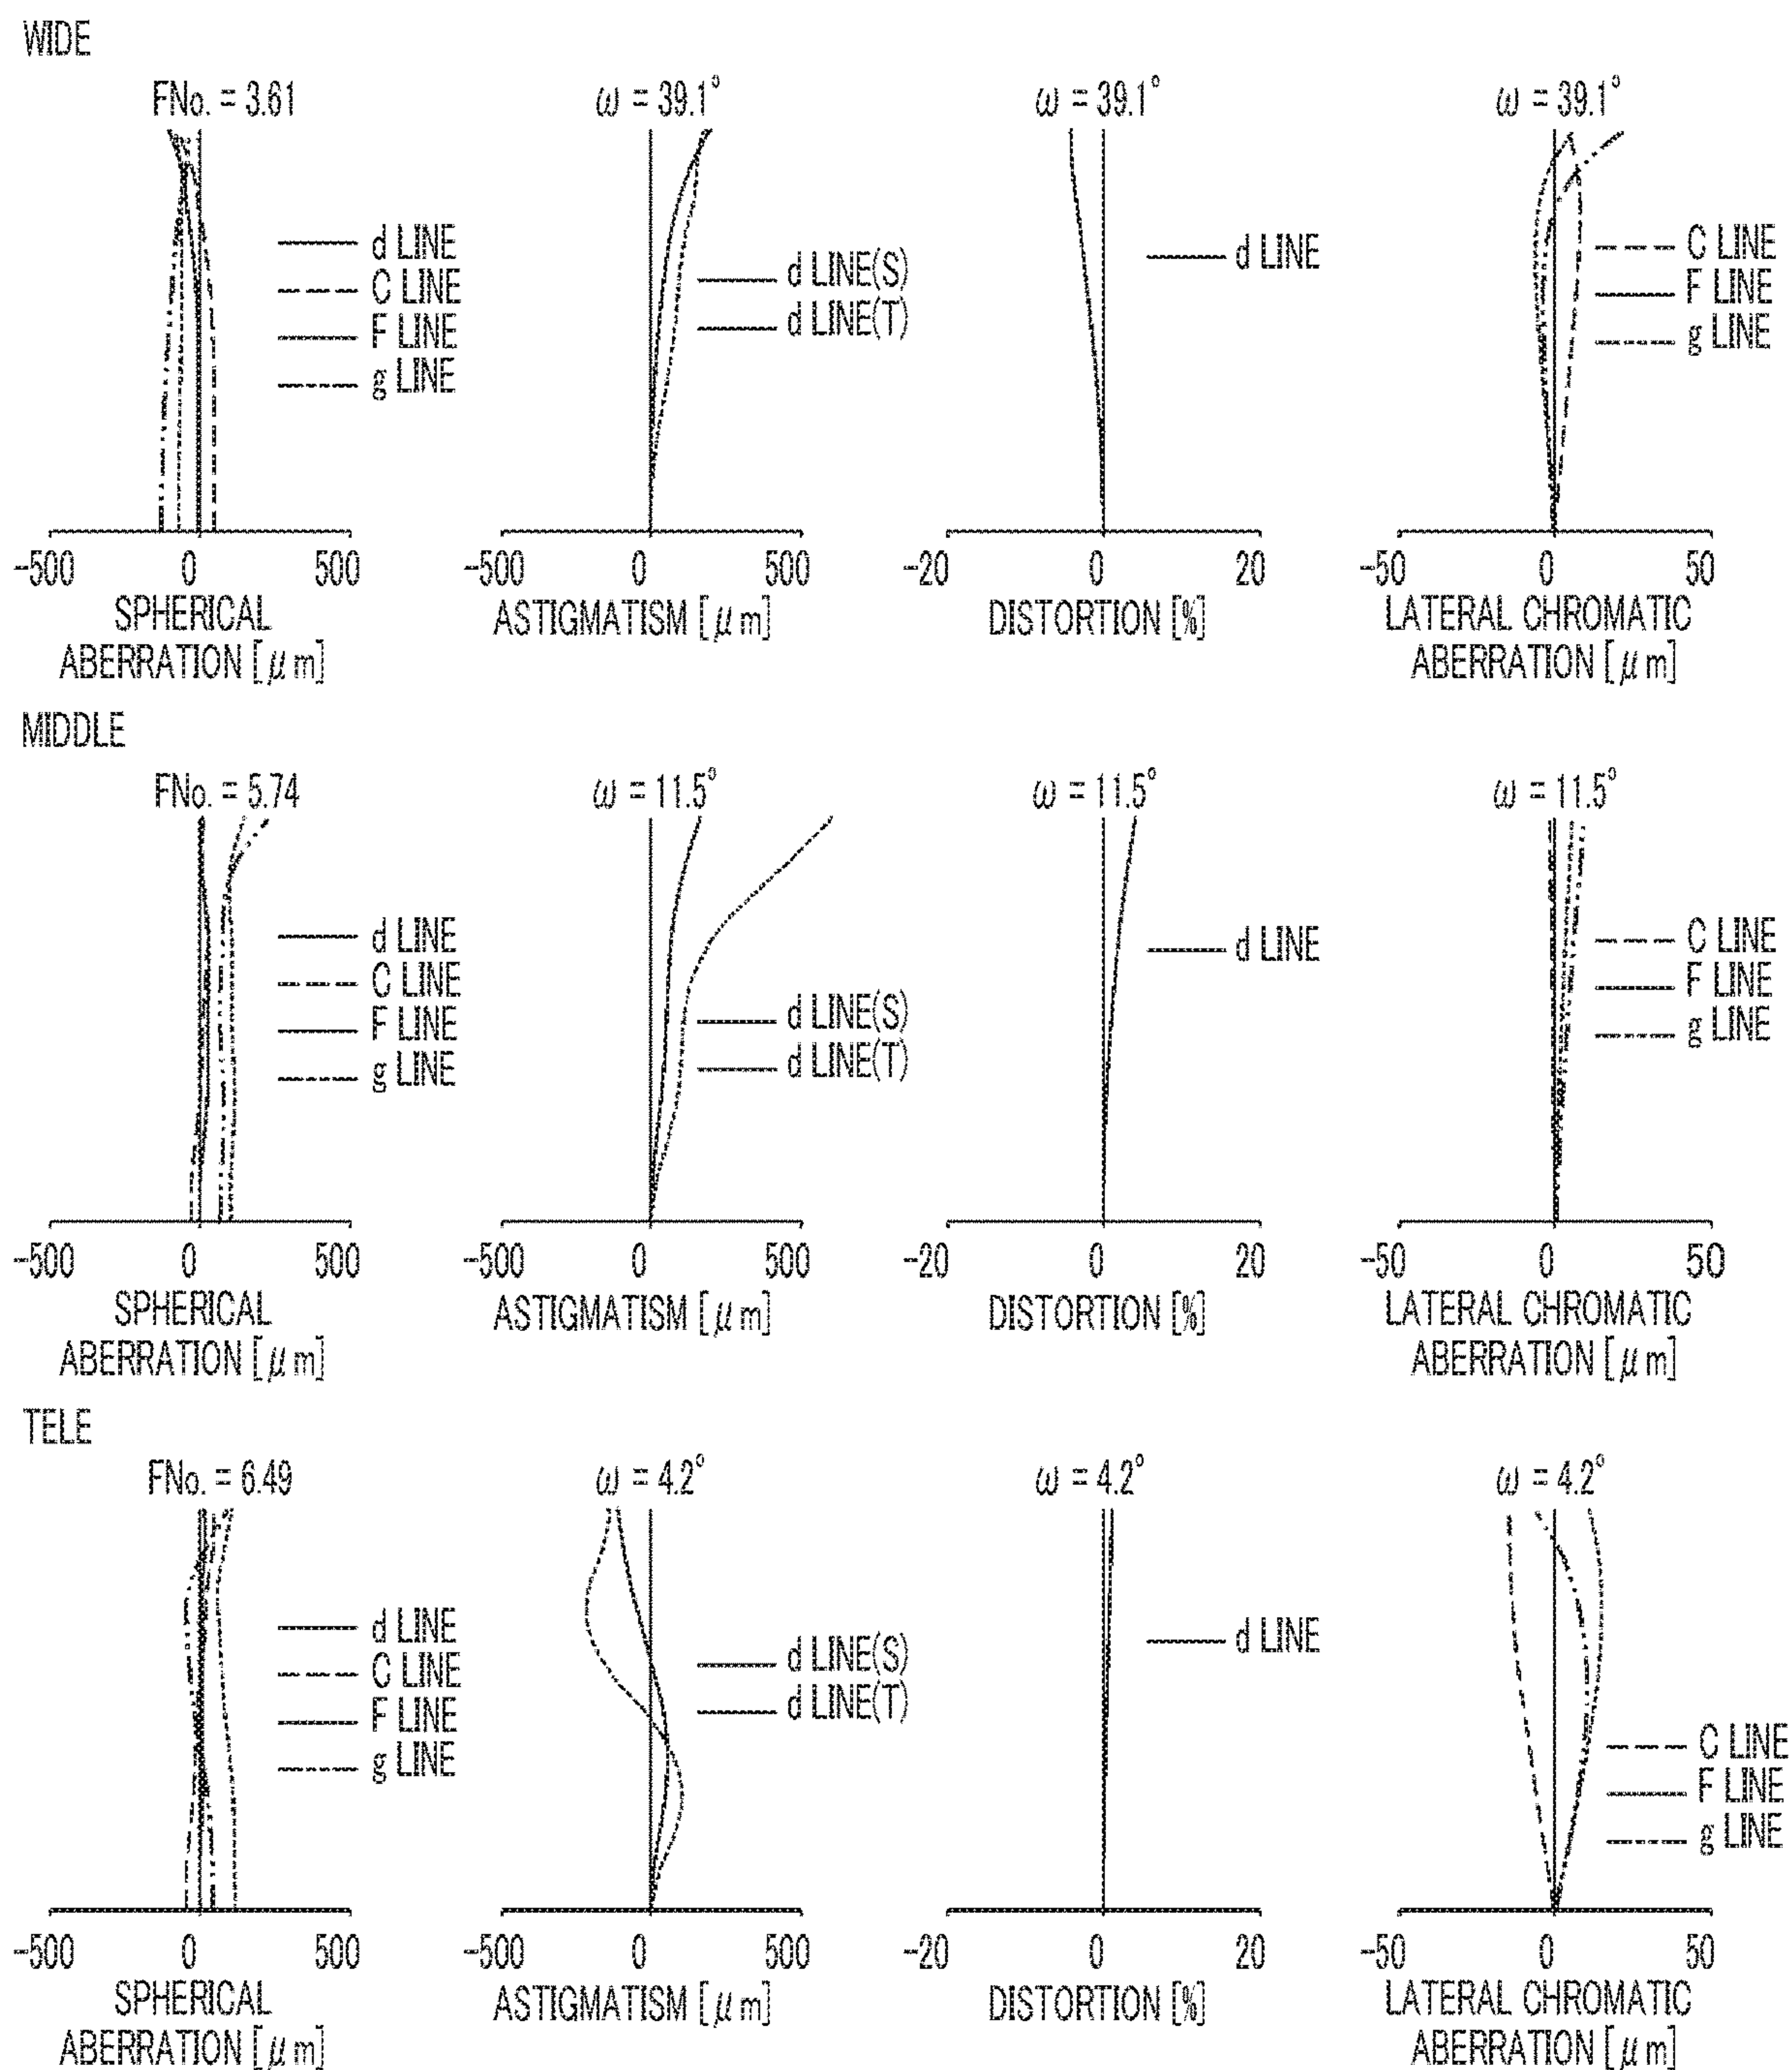 WIDE
FNo. = 3.61
ω = 39.1°
ω = 39.1°
ω = 39.1°
d LINE
C LINE
F LINE
g LINE
d LINE(S)
d LINE(T)
d LINE
C LINE
F LINE
g LINE
-500 0 500
-500 0 500
-20 0 20
-50 0 50
SPHERICAL
ABERRATION [μm]
ASTIGMATISM [μm]
DISTORTION [%]
LATERAL CHROMATIC
ABERRATION [μm]
MIDDLE
FNo. = 5.74
ω = 11.5°
ω = 11.5°
ω = 11.5°
d LINE
C LINE
F LINE
g LINE
d LINE(S)
d LINE(T)
d LINE
C LINE
F LINE
g LINE
-500 0 500
-500 0 500
-20 0 20
-50 0 50
SPHERICAL
ABERRATION [μm]
ASTIGMATISM [μm]
DISTORTION [%]
LATERAL CHROMATIC
ABERRATION [μm]
TELE
FNo. = 6.49
ω = 4.2°
ω = 4.2°
ω = 4.2°
d LINE
C LINE
F LINE
g LINE
d LINE(S)
d LINE(T)
d LINE
C LINE
F LINE
g LINE
-500 0 500
-500 0 500
-20 0 20
-50 0 50
SPHERICAL
ABERRATION [μm]
ASTIGMATISM [μm]
DISTORTION [%]
LATERAL CHROMATIC
ABERRATION [μm]